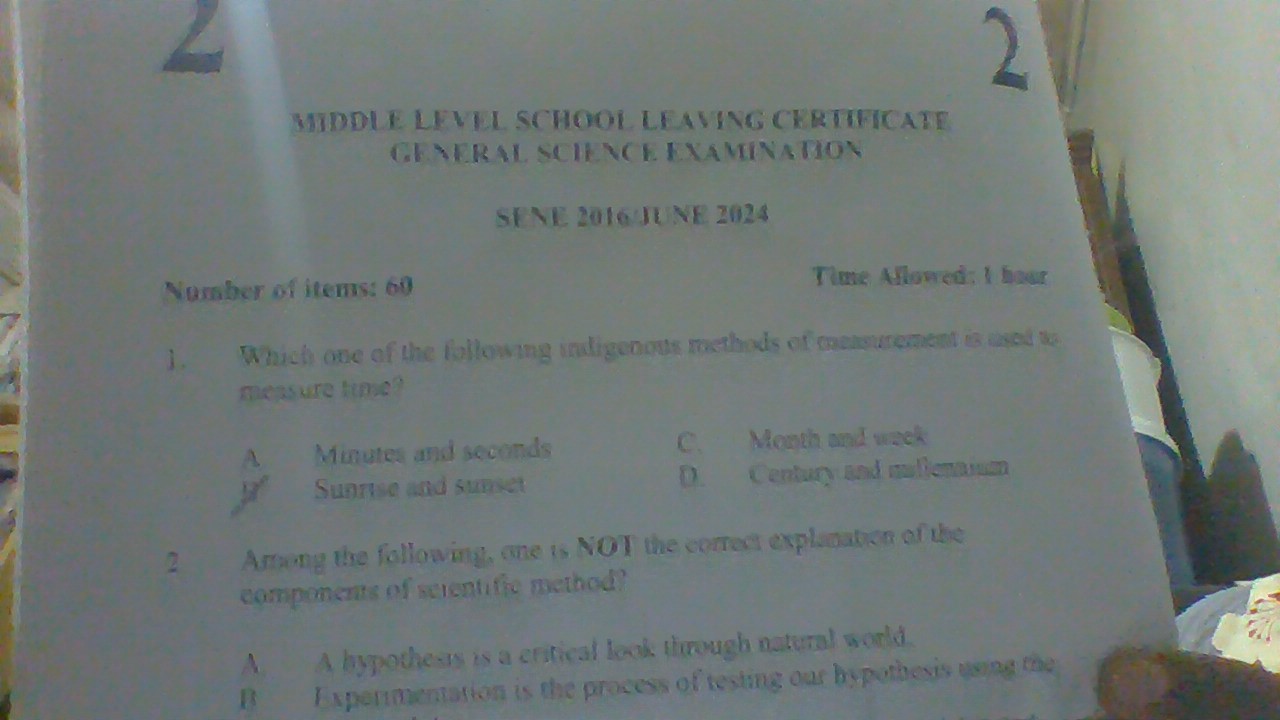 2 2
MIDDLE LEVEL SCHOOL LEAVING CERTIFICATE
GENERAL SCIENCE EXAMINATION
SENE 2016/JUNE 2024
Number of items: 60 Time Allowed: 1 hour
1. Which one of the following indigenous methods of measurement is used to
measure time?
A. Minutes and seconds C. Month and week
B. Sunrise and sunset D. Century and millennium
2 Among the following, one is NOT the correct explanation of the
components of scientific method?
A. A hypothesis is a critical look through natural world.
B Experimentation is the process of testing our hypothesis using the